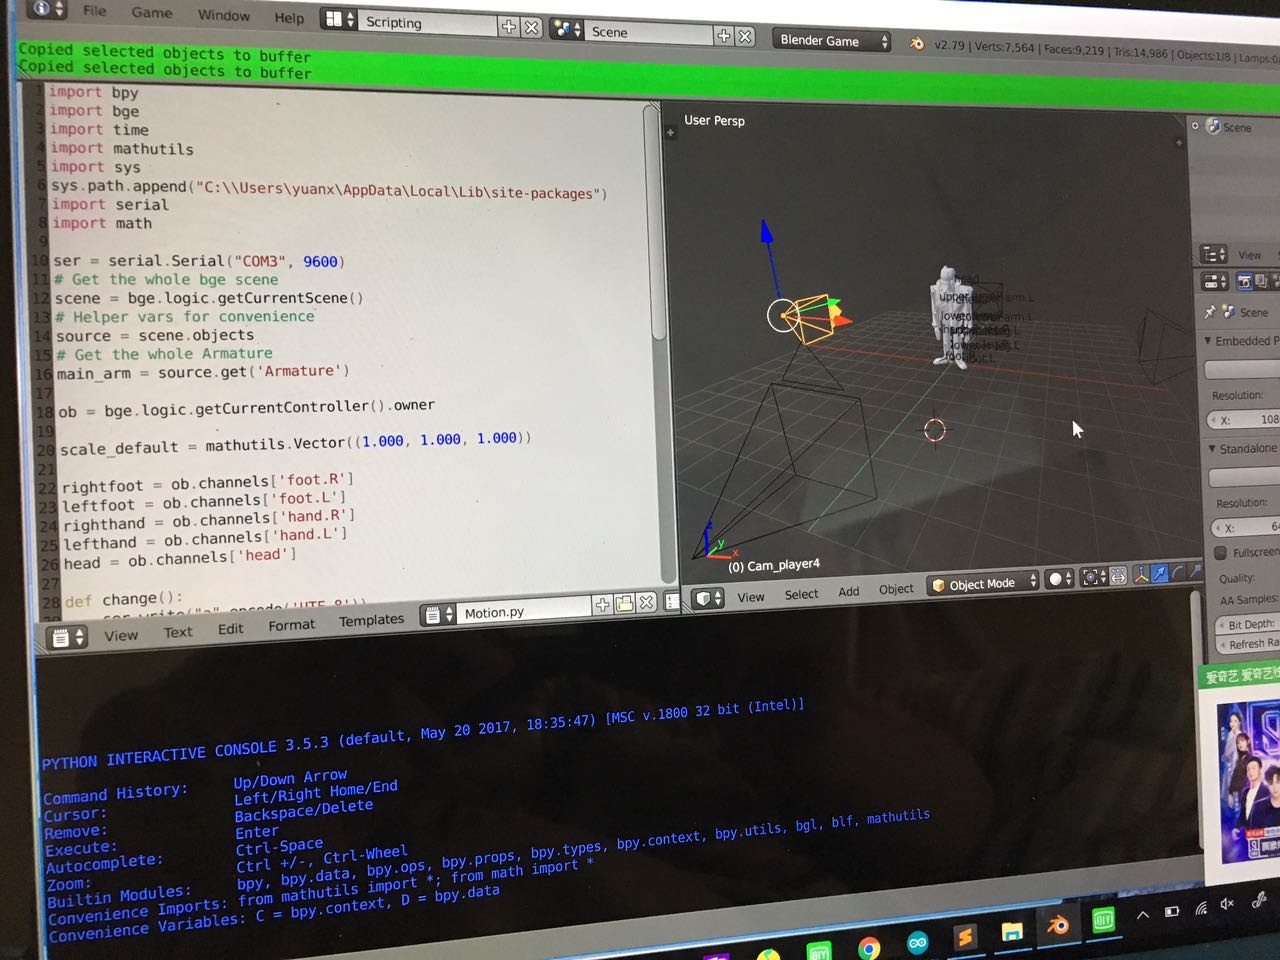 File Game Window Help Scripting Scene Blender Game v2.79 | Verts:7,564 | Faces:9,219 | Tris:14,986 | Objects:1/8 | Lamps:0/
Copied selected objects to buffer
Copied selected objects to buffer
1 import bpy
2 import bge
3 import time
4 import mathutils
5 import sys
6 sys.path.append("C:\\Users\yuanx\AppData\Local\Lib\site-packages")
7 import serial
8 import math
9
10 ser = serial.Serial("COM3", 9600)
11 # Get the whole bge scene
12 scene = bge.logic.getCurrentScene()
13 # Helper vars for convenience
14 source = scene.objects
15 # Get the whole Armature
16 main_arm = source.get('Armature')
17
18 ob = bge.logic.getCurrentController().owner
19
20 scale_default = mathutils.Vector((1.000, 1.000, 1.000))
21
22 rightfoot = ob.channels['foot.R']
23 leftfoot = ob.channels['foot.L']
24 righthand = ob.channels['hand.R']
25 lefthand = ob.channels['hand.L']
26 head = ob.channels['head']
27
28 def change():
View Text Edit Format Templates Motion.py
User Persp
head
z
y
x
(0) Cam_player4
View Select Add Object Object Mode
Scene
View
Scene
Embedded P
Resolution:
X: 108
Standalone
Resolution:
X: 64
Fullscreen
Quality:
AA Samples:
Bit Depth:
Refresh Ra
PYTHON INTERACTIVE CONSOLE 3.5.3 (default, May 20 2017, 18:35:47) [MSC v.1800 32 bit (Intel)]
Command History: Up/Down Arrow
Cursor: Left/Right Home/End
Remove: Backspace/Delete
Execute: Enter
Autocomplete: Ctrl-Space
Zoom: Ctrl +/-, Ctrl-Wheel
Builtin Modules: bpy, bpy.data, bpy.ops, bpy.props, bpy.types, bpy.context, bpy.utils, bgl, blf, mathutils
Convenience Imports: from mathutils import *; from math import *
Convenience Variables: C = bpy.context, D = bpy.data
爱奇艺 爱奇艺